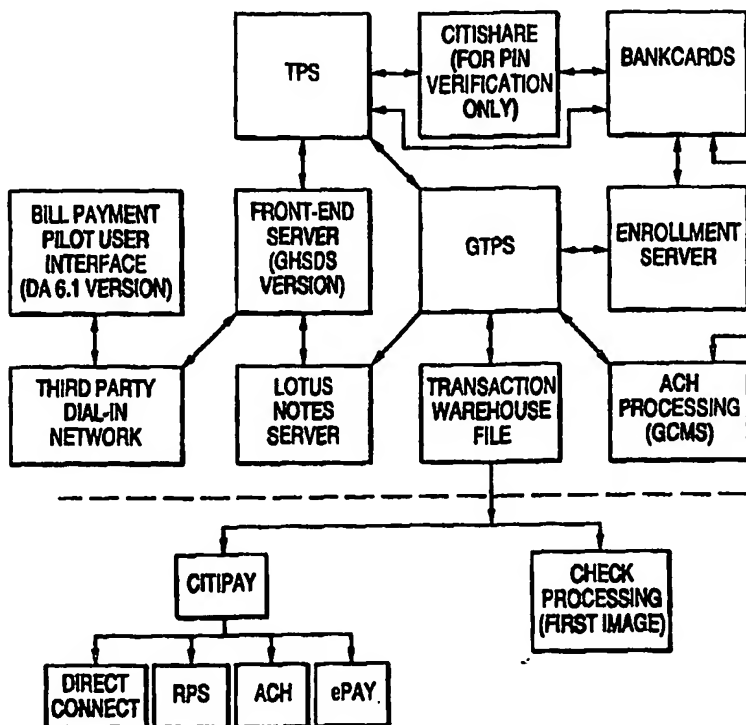 TPS
CITISHARE
(FOR PIN
VERIFICATION
ONLY)
BANKCARDS
BILL PAYMENT
PILOT USER
INTERFACE
(DA 6.1 VERSION)
FRONT-END
SERVER
(GHSDS
VERSION)
GTPS
ENROLLMENT
SERVER
THIRD PARTY
DIAL-IN
NETWORK
LOTUS
NOTES
SERVER
TRANSACTION
WAREHOUSE
FILE
ACH
PROCESSING
(GCMS)
CITIPAY
CHECK
PROCESSING
(FIRST IMAGE)
DIRECT
CONNECT
RPS
ACH
ePAY